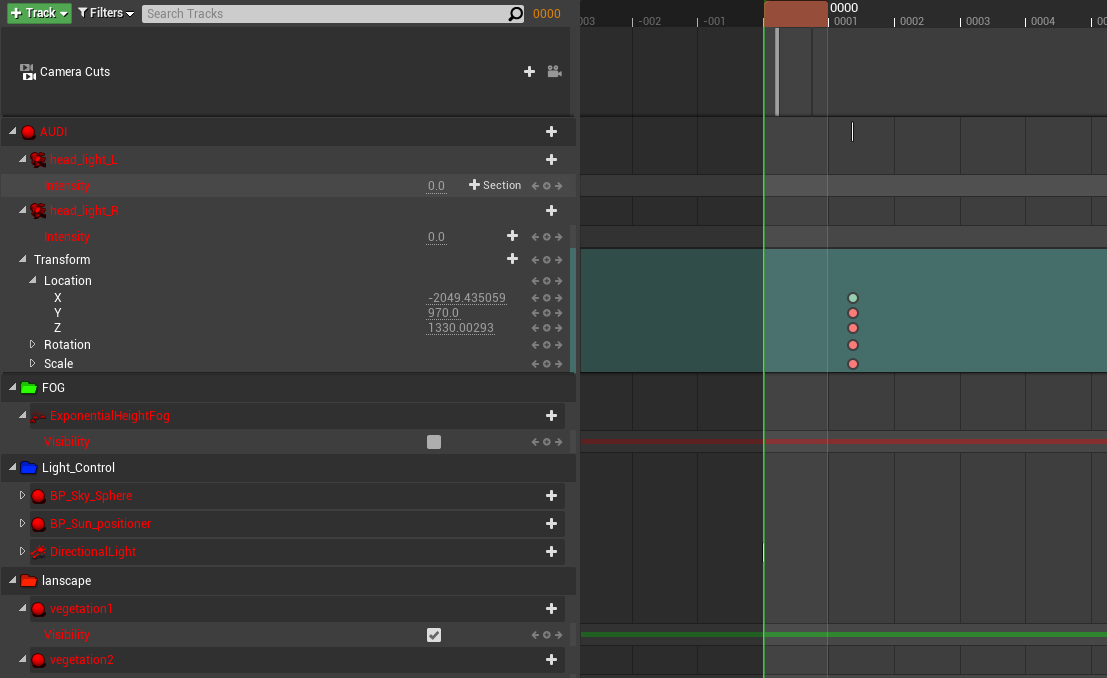 Track Filters Search Tracks 0000
0000
003 -002 -001 0001 0002 0003 0004 00
Camera Cuts
AUDI
head_light_L
Intensity 0.0 Section
head_light_R
Intensity 0.0
Transform
Location
X -2049.435059
Y 970.0
Z 1330.00293
Rotation
Scale
FOG
ExponentialHeightFog
Visibility
Light_Control
BP_Sky_Sphere
BP_Sun_positioner
DirectionalLight
lanscape
vegetation1
Visibility
vegetation2